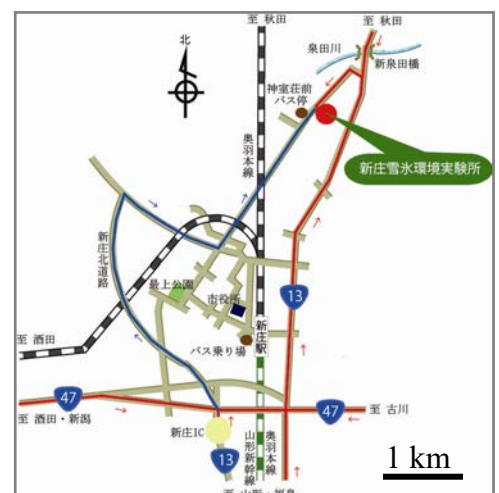 至 秋田
至 秋田
北
泉田川
新泉田橋
神室荘前
バス停
奥羽本線
新庄雪氷環境実験所
新庄北道路
最上公園
市役所
13
新庄駅
至 酒田
バス乗り場
47
47
至 古川
至 酒田・新潟
新庄IC
13
山形新幹線
奥羽本線
1 km